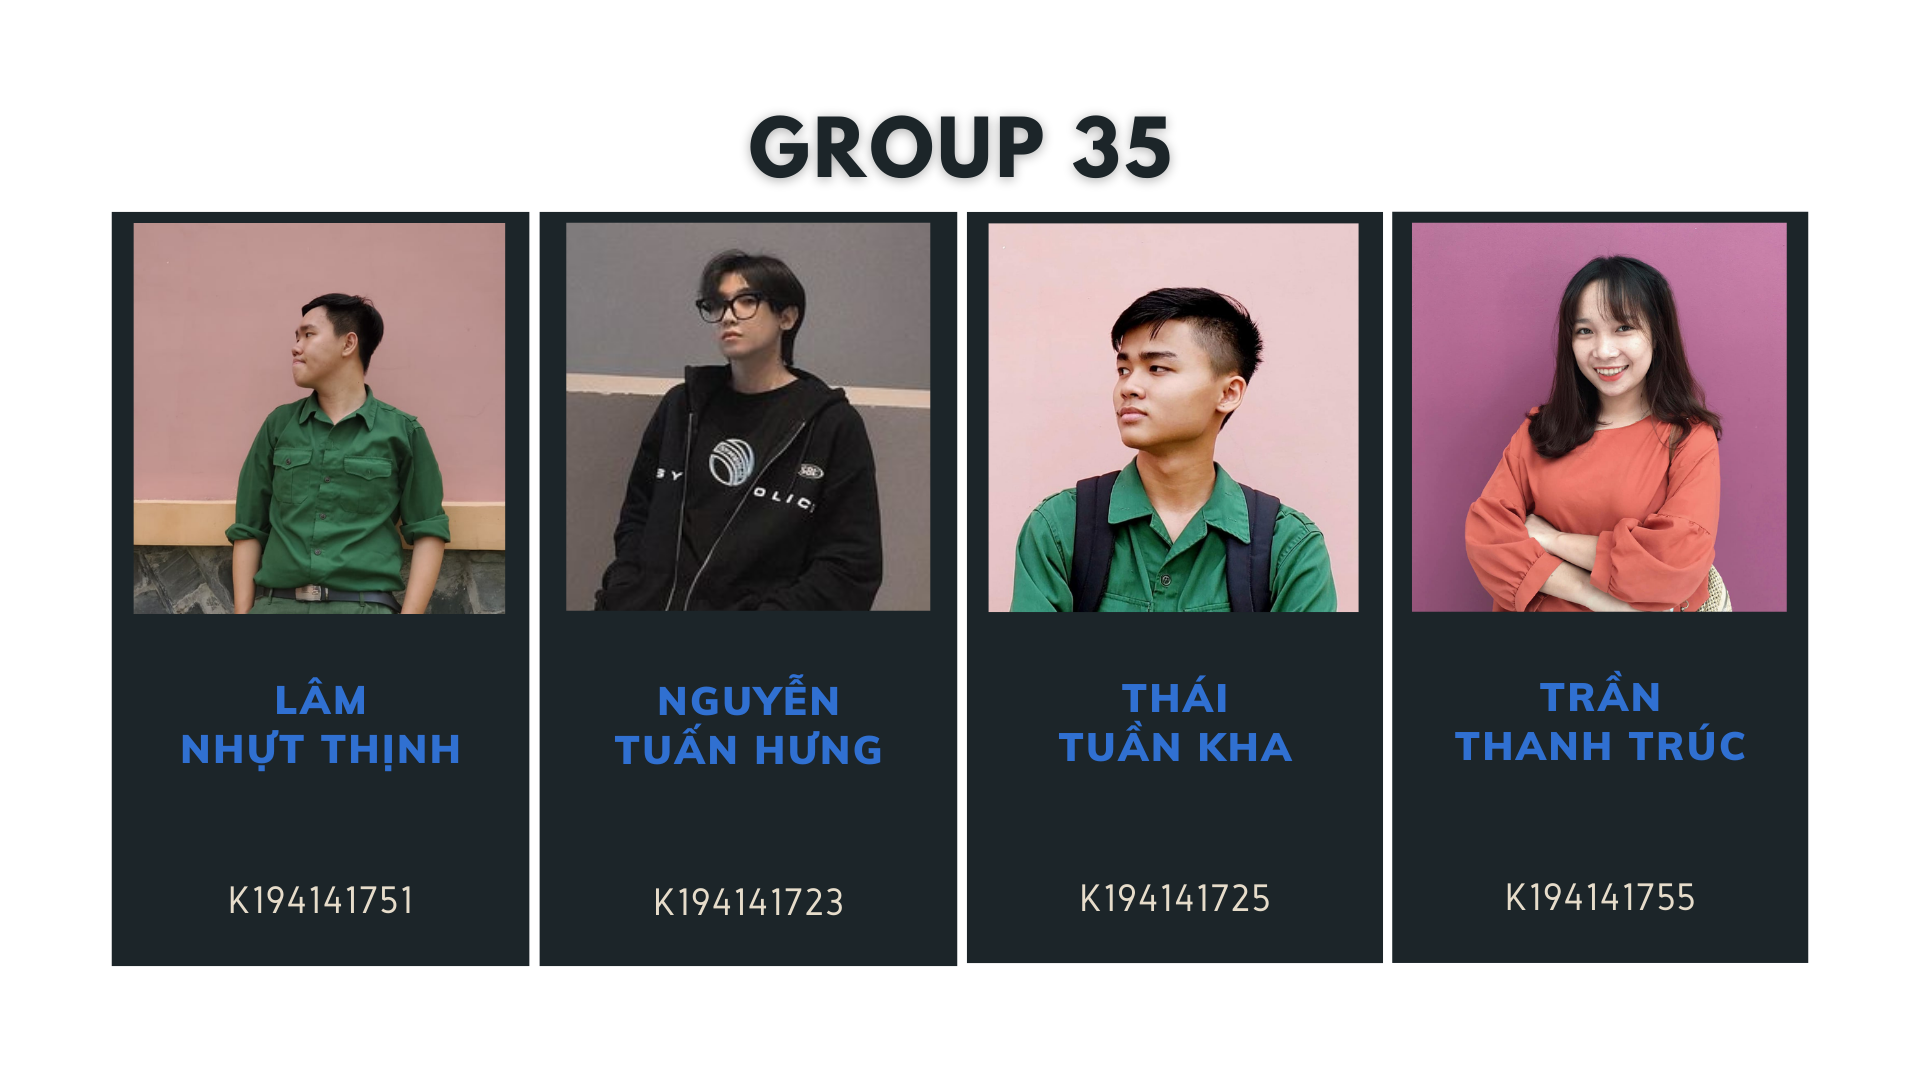 GROUP 35
LÂM
NHỰT THỊNH
K194141751
NGUYỄN
TUẤN HƯNG
K194141723
THÁI
TUẦN KHA
K194141725
TRẦN
THANH TRÚC
K194141755